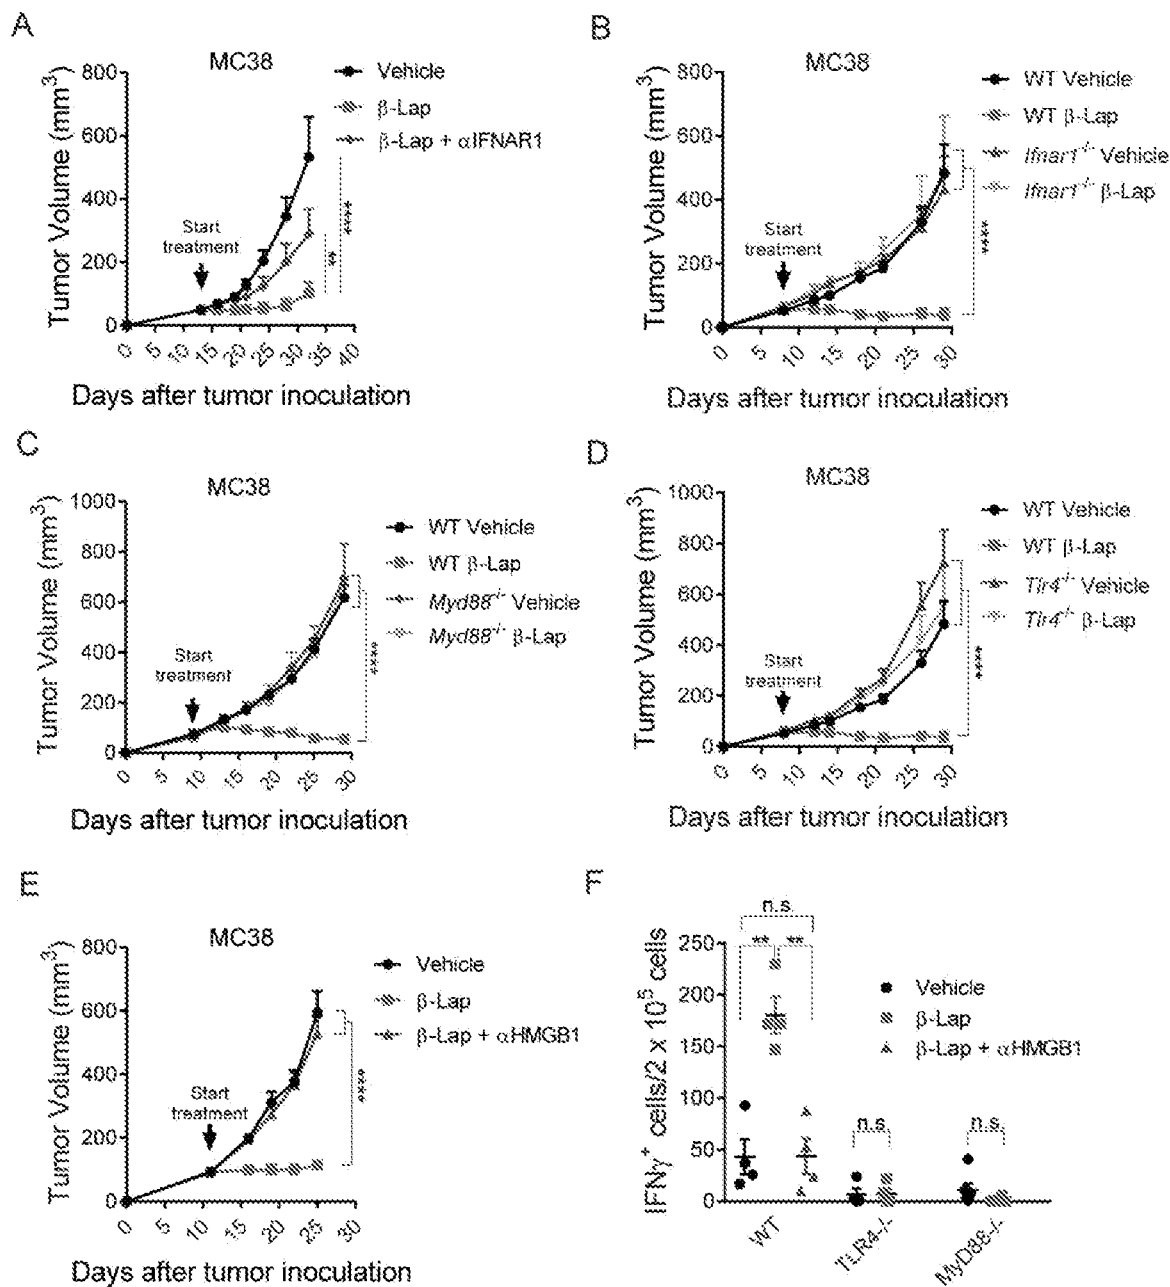 A
MC38
Tumor Volume (mm³)
800
600
400
200
0
Start
treatment
Vehicle
β-Lap
β-Lap + αIFNAR1
**
****
0 5 10 15 20 25 30 35 40
Days after tumor inoculation
B
MC38
Tumor Volume (mm³)
800
600
400
200
0
Start
treatment
WT Vehicle
WT β-Lap
Ifnar1⁻/⁻ Vehicle
Ifnar1⁻/⁻ β-Lap
****
0 5 10 15 20 25 30
Days after tumor inoculation
C
MC38
Tumor Volume (mm³)
1000
800
600
400
200
0
Start
treatment
WT Vehicle
WT β-Lap
Myd88⁻/⁻ Vehicle
Myd88⁻/⁻ β-Lap
****
0 5 10 15 20 25 30
Days after tumor inoculation
D
MC38
Tumor Volume (mm³)
1000
800
600
400
200
0
Start
treatment
WT Vehicle
WT β-Lap
Tlr4⁻/⁻ Vehicle
Tlr4⁻/⁻ β-Lap
****
0 5 10 15 20 25 30
Days after tumor inoculation
E
MC38
Tumor Volume (mm³)
800
600
400
200
0
Start
treatment
Vehicle
β-Lap
β-Lap + αHMGB1
****
0 5 10 15 20 25 30
Days after tumor inoculation
F
IFNγ⁺ cells/2 x 10⁵ cells
250
200
150
100
50
0
n.s.
** **
Vehicle
β-Lap
β-Lap + αHMGB1
n.s.
n.s.
WT
TLR4-/-
MyD88-/-